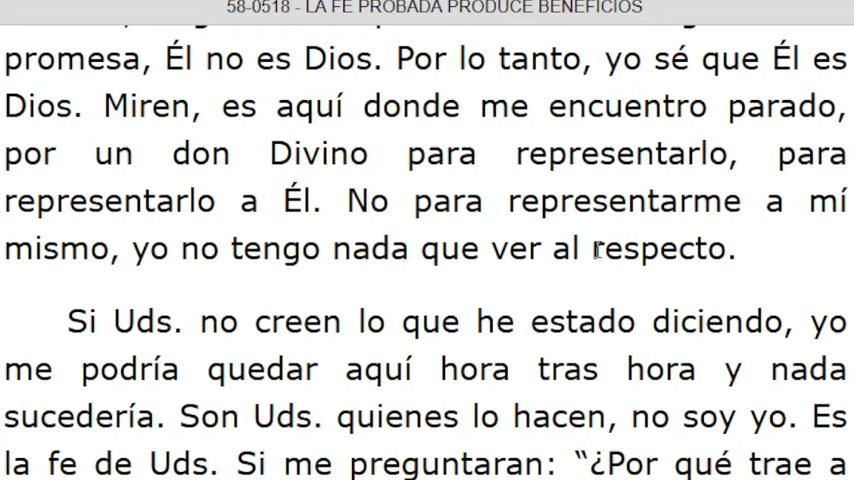 58-0518 - LA FE PROBADA PRODUCE BENEFICIOS
promesa, Él no es Dios. Por lo tanto, yo sé que Él es
Dios. Miren, es aquí donde me encuentro parado,
por un don Divino para representarlo, para
representarlo a Él. No para representarme a mí
mismo, yo no tengo nada que ver al respecto.
Si Uds. no creen lo que he estado diciendo, yo
me podría quedar aquí hora tras hora y nada
sucedería. Son Uds. quienes lo hacen, no soy yo. Es
la fe de Uds. Si me preguntaran: “¿Por qué trae a